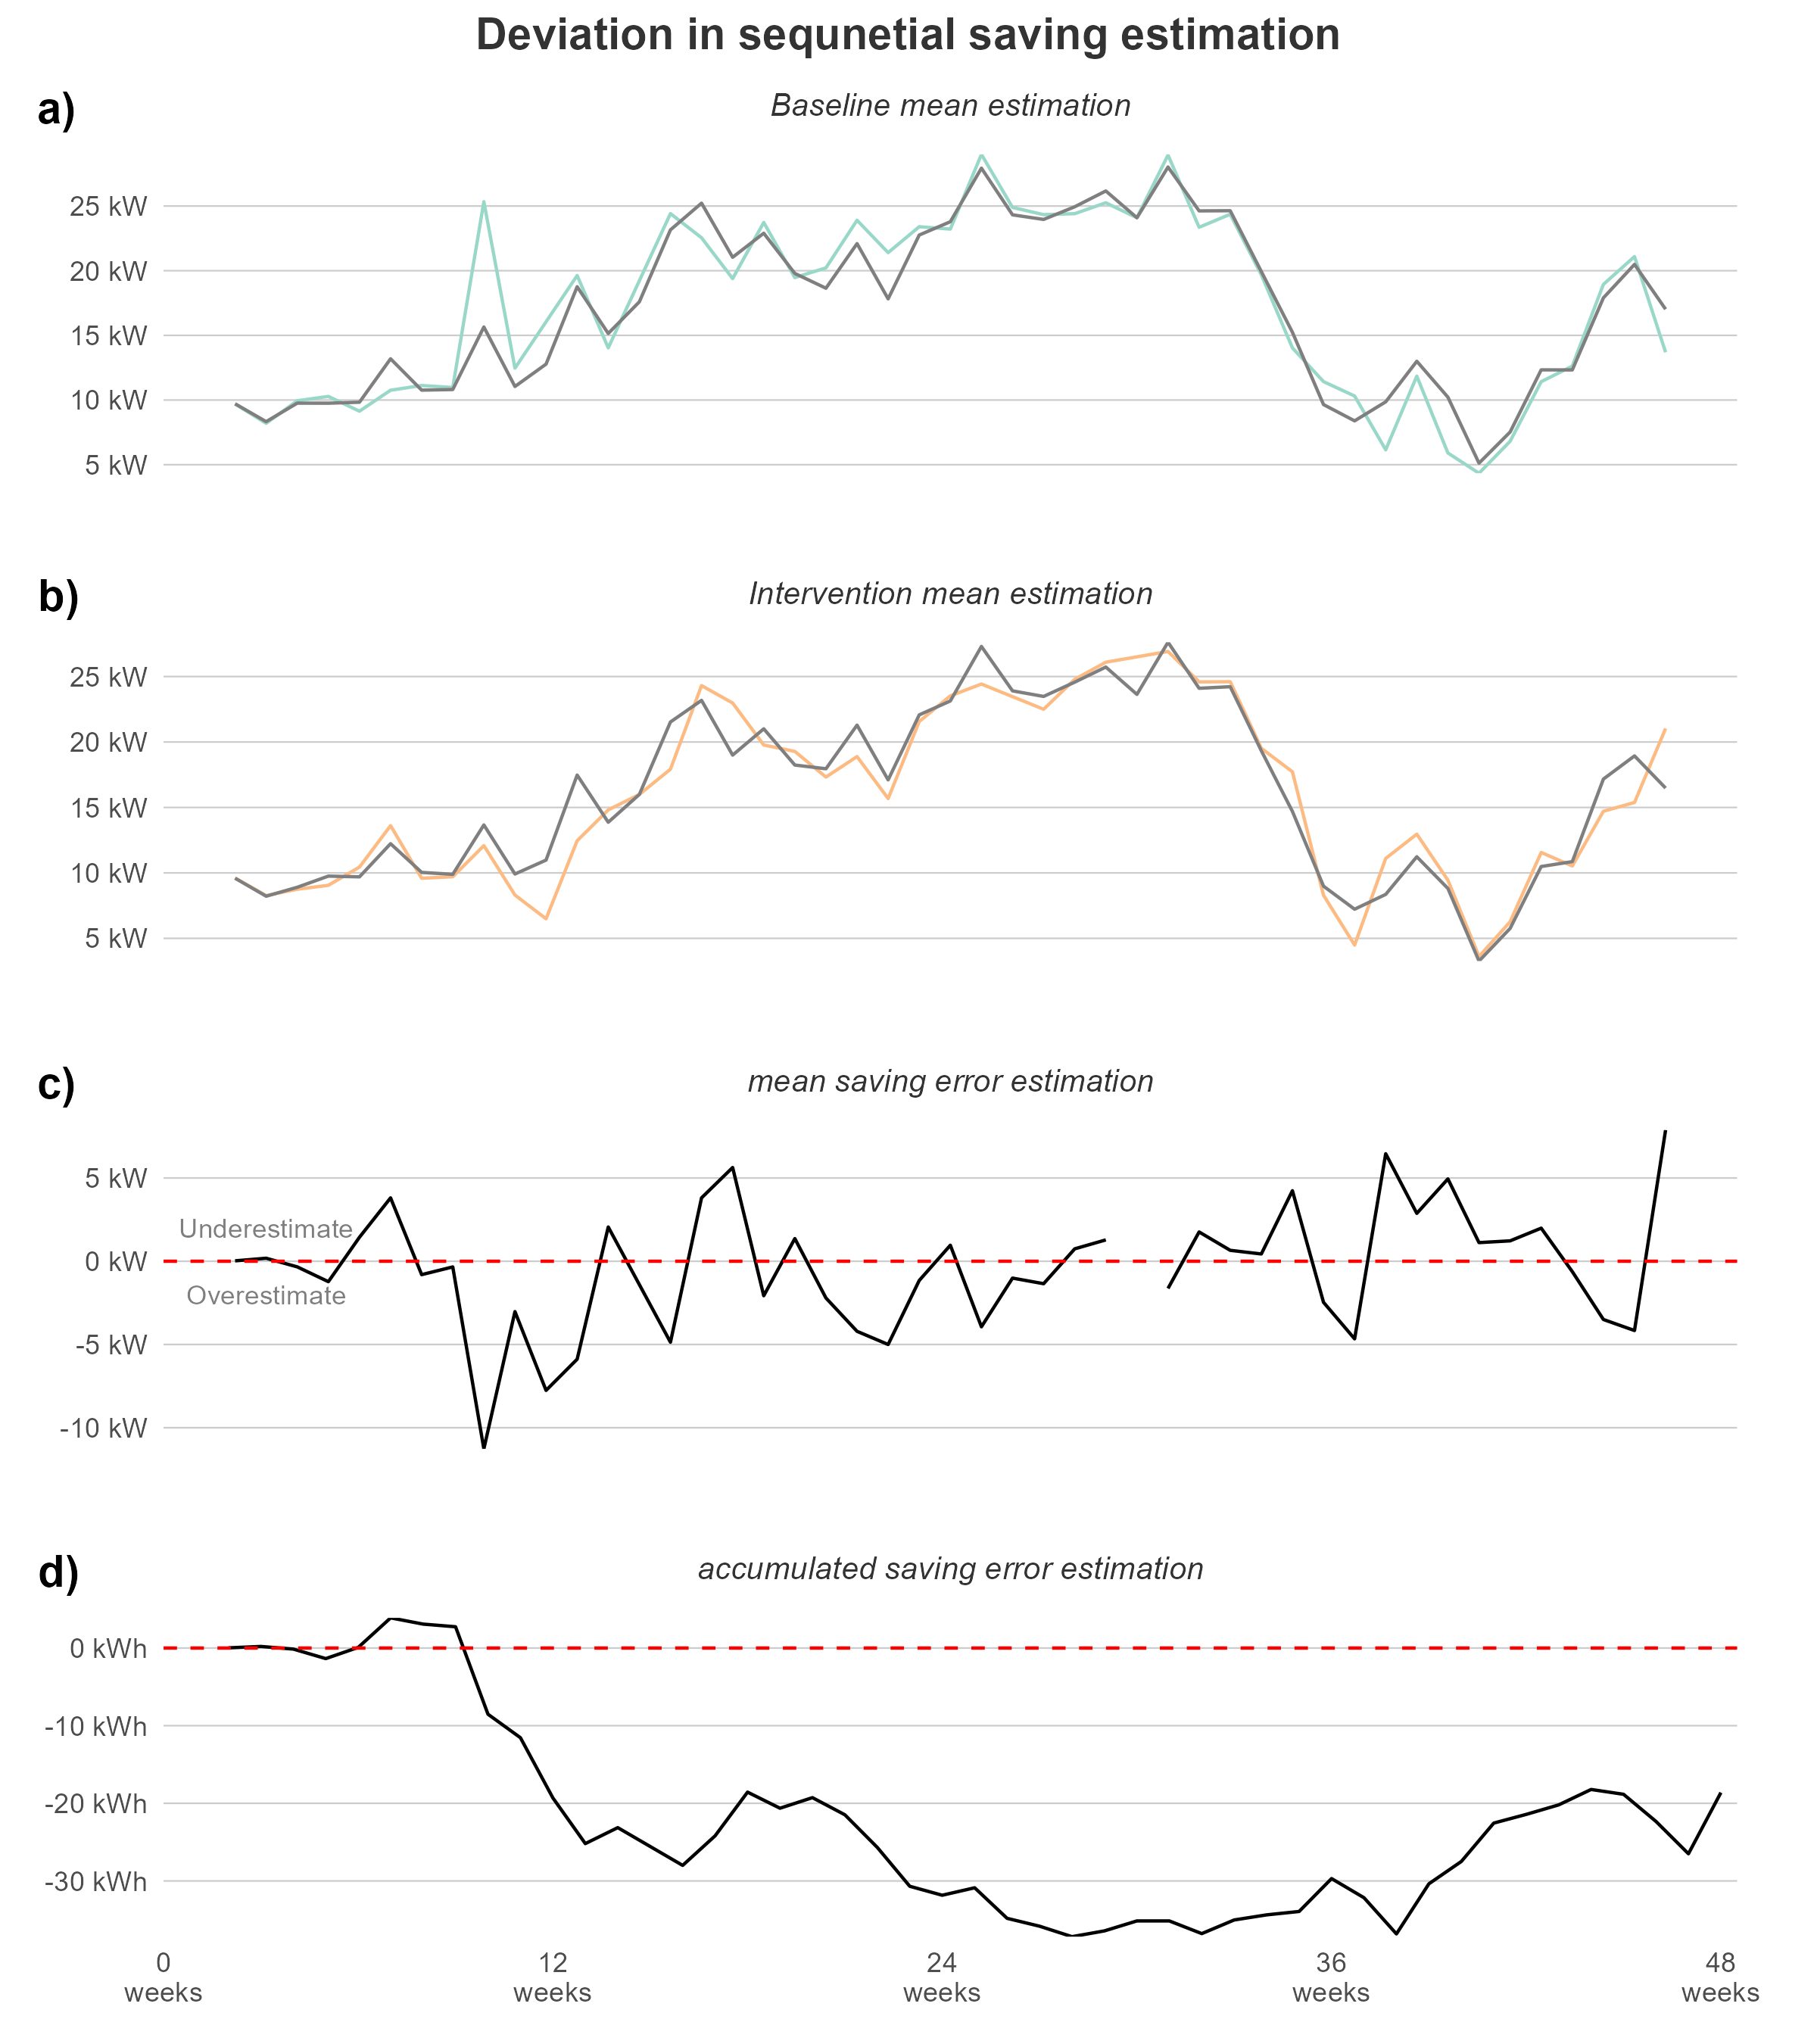 Deviation in sequnetial saving estimation
a)
Baseline mean estimation
25 kW
20 kW
15 kW
10 kW
5 kW
b)
Intervention mean estimation
25 kW
20 kW
15 kW
10 kW
5 kW
c)
mean saving error estimation
5 kW
Underestimate
0 kW
Overestimate
-5 kW
-10 kW
d)
accumulated saving error estimation
0 kWh
-10 kWh
-20 kWh
-30 kWh
0 12 24 36 48
weeks weeks weeks weeks weeks